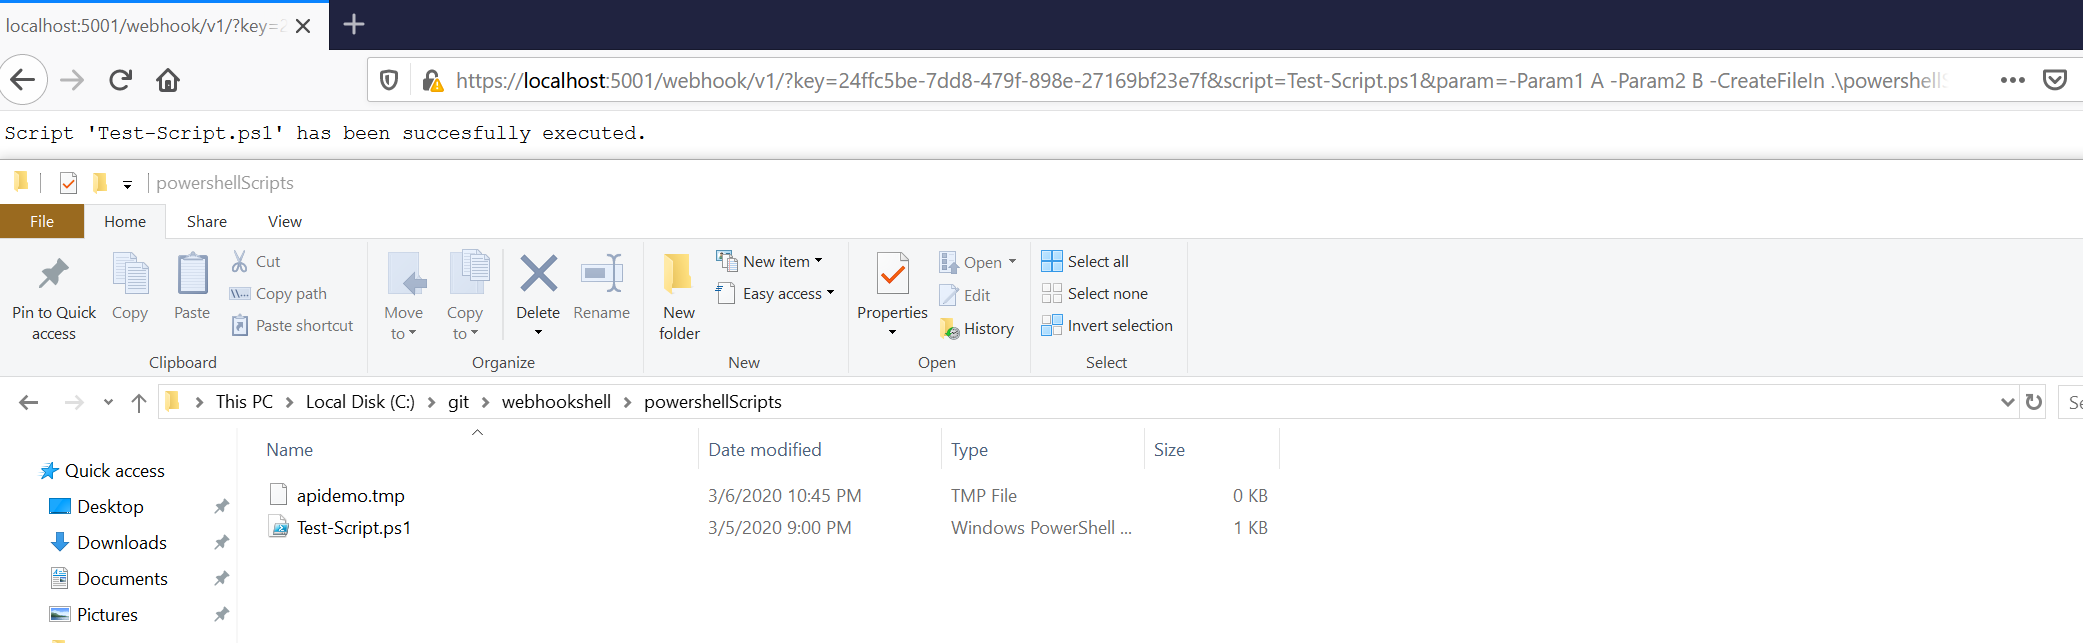 localhost:5001/webhook/v1/?key=2
https://localhost:5001/webhook/v1/?key=24ffc5be-7dd8-479f-898e-27169bf23e7f&script=Test-Script.ps1&param=-Param1 A -Param2 B -CreateFileIn .\powershellS
Script 'Test-Script.ps1' has been succesfully executed.
powershellScripts
File Home Share View
Pin to Quick access
Copy
Paste
Cut
Copy path
Paste shortcut
Clipboard
Move to
Copy to
Delete
Rename
Organize
New folder
New item
Easy access
New
Properties
Open
Edit
History
Open
Select all
Select none
Invert selection
Select
This PC > Local Disk (C:) > git > webhookshell > powershellScripts
Se
Name Date modified Type Size
Quick access
Desktop
Downloads
Documents
Pictures
apidemo.tmp 3/6/2020 10:45 PM TMP File 0 KB
Test-Script.ps1 3/5/2020 9:00 PM Windows PowerShell ... 1 KB